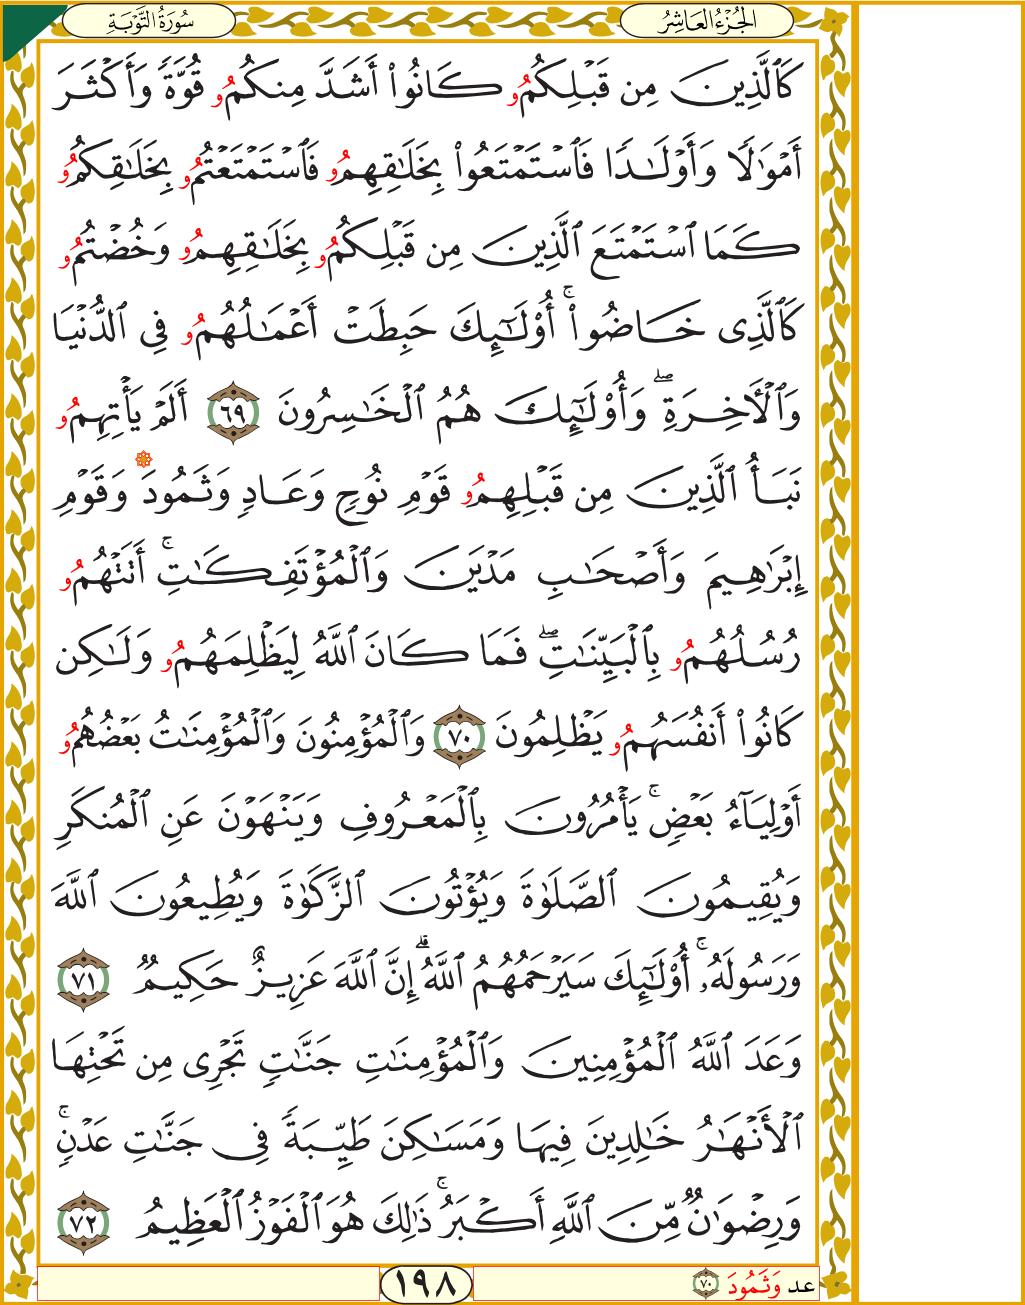 سُورَةُ التَّوۡبَةِ
الجُزۡءُ العَاشِرُ
كَٱلَّذِينَ مِن قَبۡلِكُمُۥ كَانُوٓاْ أَشَدَّ مِنكُمُۥ قُوَّةٗ وَأَكۡثَرَ
أَمۡوَٰلٗا وَأَوۡلَٰدٗا فَٱسۡتَمۡتَعُواْ بِخَلَٰقِهِمُۥ فَٱسۡتَمۡتَعۡتُمُۥ بِخَلَٰقِكُمُۥ
كَمَا ٱسۡتَمۡتَعَ ٱلَّذِينَ مِن قَبۡلِكُمُۥ بِخَلَٰقِهِمُۥ وَخُضۡتُمُۥ
كَٱلَّذِي خَاضُوٓاْۚ أُوْلَٰٓئِكَ حَبِطَتۡ أَعۡمَٰلُهُمُۥ فِي ٱلدُّنۡيَا
وَٱلۡأٓخِرَةِۖ وَأُوْلَٰٓئِكَ هُمُ ٱلۡخَٰسِرُونَ ٦٩ أَلَمۡ يَأۡتِهِمُۥ
نَبَأُ ٱلَّذِينَ مِن قَبۡلِهِمُۥ قَوۡمِ نُوحٖ وَعَادٖ وَثَمُودَ وَقَوۡمِ
إِبۡرَٰهِيمَ وَأَصۡحَٰبِ مَدۡيَنَ وَٱلۡمُؤۡتَفِكَٰتِۚ أَتَتۡهُمُۥ
رُسُلُهُمُۥ بِٱلۡبَيِّنَٰتِۖ فَمَا كَانَ ٱللَّهُ لِيَظۡلِمَهُمُۥ وَلَٰكِن
كَانُوٓاْ أَنفُسَهُمُۥ يَظۡلِمُونَ ٧٠ وَٱلۡمُؤۡمِنُونَ وَٱلۡمُؤۡمِنَٰتُ بَعۡضُهُمُۥ
أَوۡلِيَآءُ بَعۡضٖۚ يَأۡمُرُونَ بِٱلۡمَعۡرُوفِ وَيَنۡهَوۡنَ عَنِ ٱلۡمُنكَرِ
وَيُقِيمُونَ ٱلصَّلَوٰةَ وَيُؤۡتُونَ ٱلزَّكَوٰةَ وَيُطِيعُونَ ٱللَّهَ
وَرَسُولَهُۥٓۚ أُوْلَٰٓئِكَ سَيَرۡحَمُهُمُ ٱللَّهُۗ إِنَّ ٱللَّهَ عَزِيزٌ حَكِيمٞ ٧١
وَعَدَ ٱللَّهُ ٱلۡمُؤۡمِنِينَ وَٱلۡمُؤۡمِنَٰتِ جَنَّٰتٖ تَجۡرِي مِن تَحۡتِهَا
ٱلۡأَنۡهَٰرُ خَٰلِدِينَ فِيهَا وَمَسَٰكِنَ طَيِّبَةٗ فِي جَنَّٰتِ عَدۡنٖۚ
وَرِضۡوَٰنٞ مِّنَ ٱللَّهِ أَكۡبَرُۚ ذَٰلِكَ هُوَ ٱلۡفَوۡزُ ٱلۡعَظِيمُ ٧٢
عد وَثَمُودَ ٧٠
١٩٨